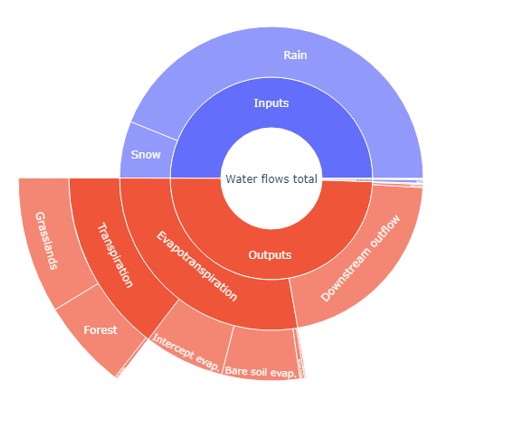 Rain
Inputs
Snow
Water flows total
Outputs
Downstream outflow
Evapotranspiration
Transpiration
Grasslands
Forest
Intercept evap.
Bare soil evap.